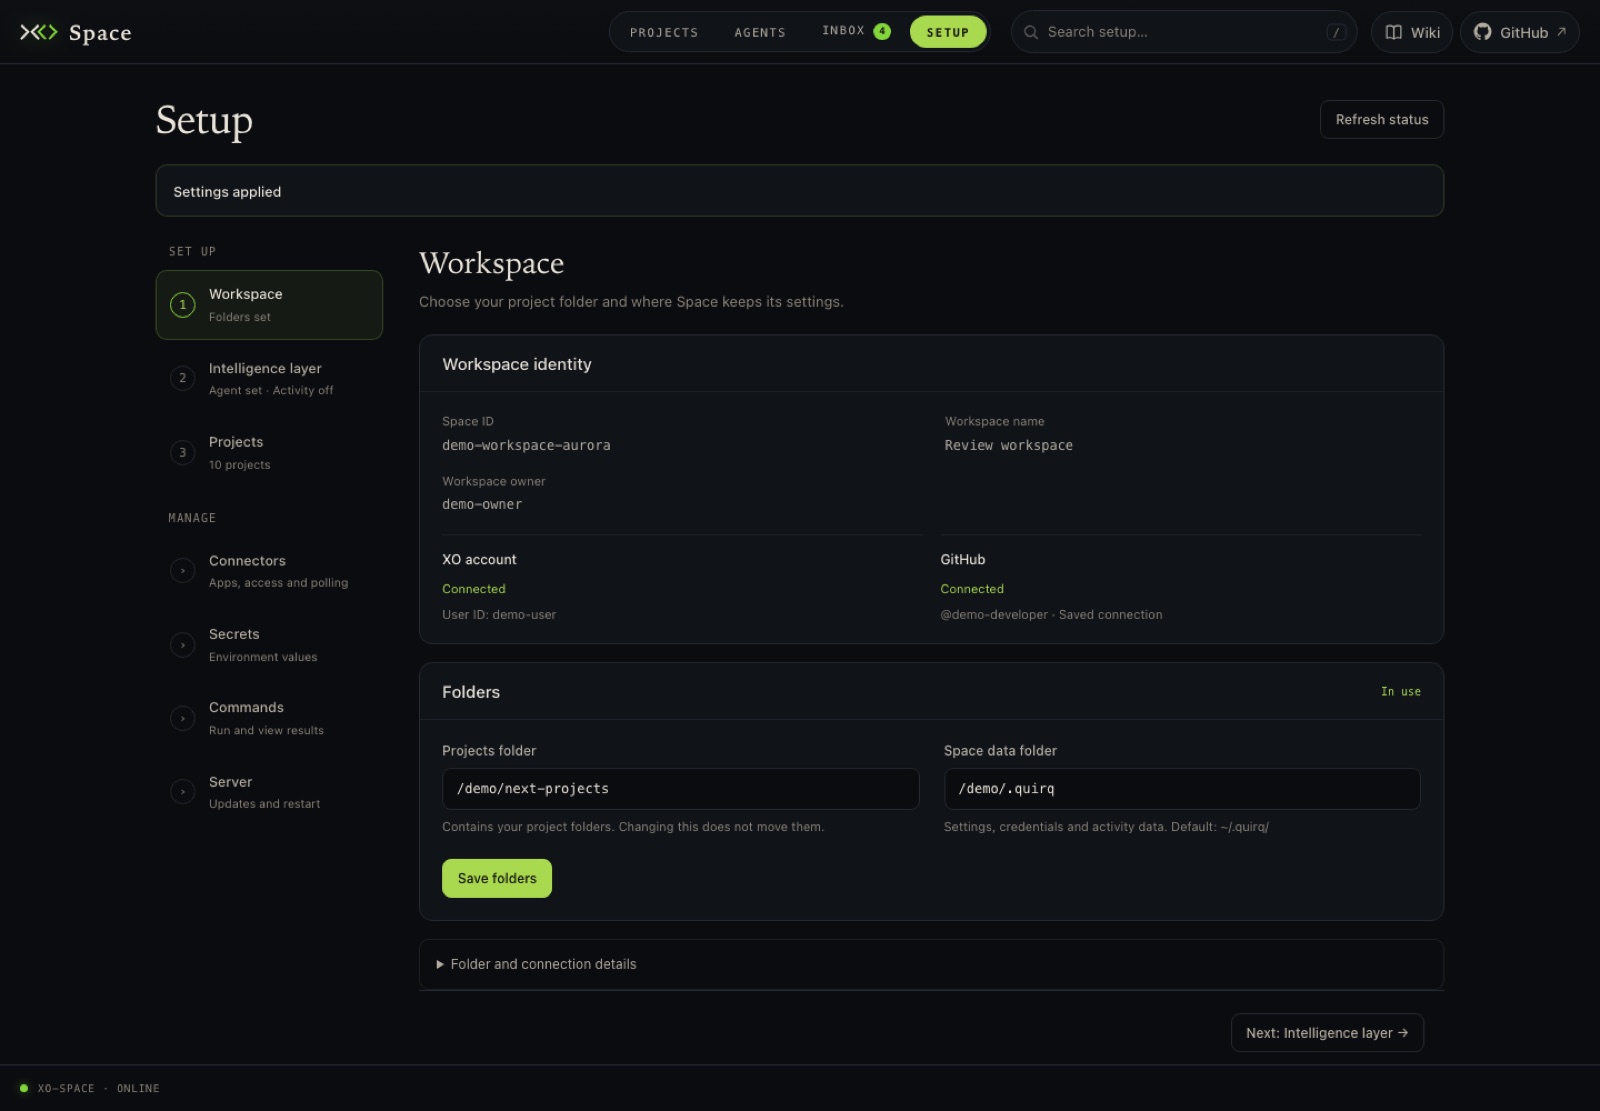 Space
PROJECTS
AGENTS
INBOX 4
SETUP
Search setup... /
Wiki
GitHub ↗
Setup
Refresh status
Settings applied
SET UP
1 Workspace
Folders set
2 Intelligence layer
Agent set · Activity off
3 Projects
10 projects
MANAGE
› Connectors
Apps, access and polling
› Secrets
Environment values
› Commands
Run and view results
› Server
Updates and restart
Workspace
Choose your project folder and where Space keeps its settings.
Workspace identity
Space ID
demo-workspace-aurora
Workspace name
Review workspace
Workspace owner
demo-owner
XO account
Connected
User ID: demo-user
GitHub
Connected
@demo-developer · Saved connection
Folders
In use
Projects folder
/demo/next-projects
Contains your project folders. Changing this does not move them.
Space data folder
/demo/.quirq
Settings, credentials and activity data. Default: ~/.quirq/
Save folders
▶ Folder and connection details
Next: Intelligence layer →
XO-SPACE · ONLINE